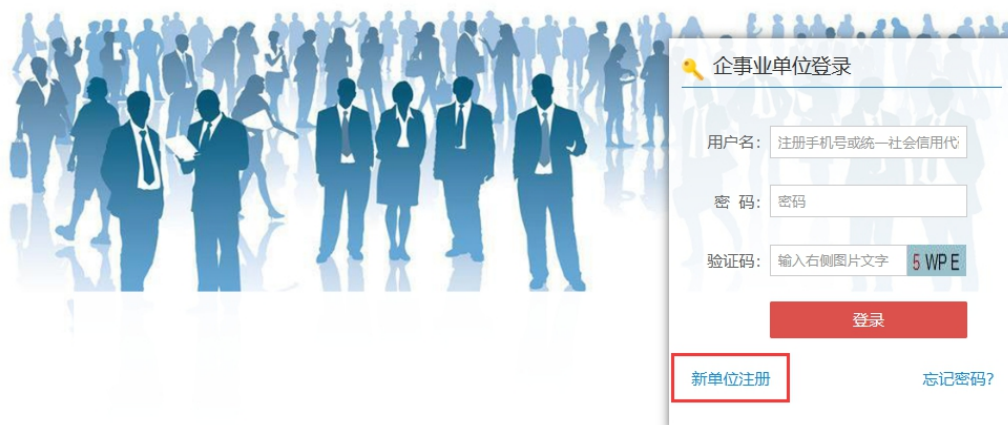 企事业单位登录
用户名： 注册手机号或统一社会信用代
密 码： 密码
验证码： 输入右侧图片文字 5 WP E
登录
新单位注册 忘记密码?